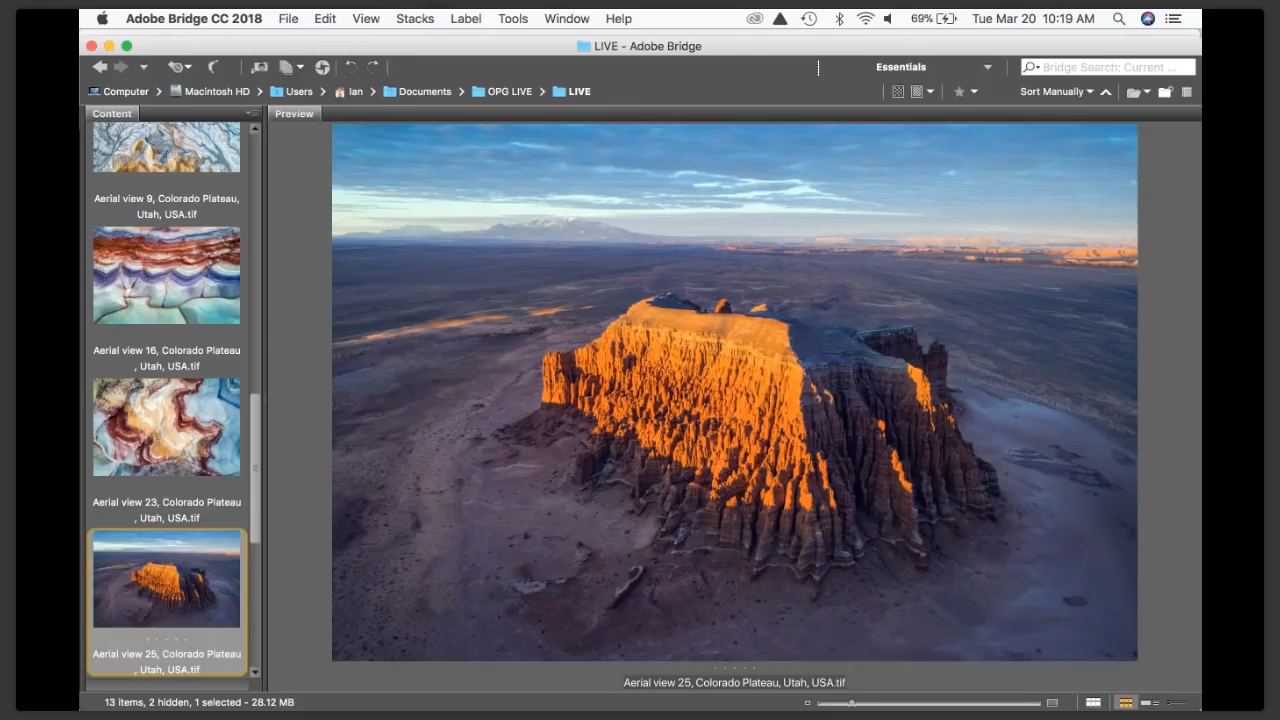 Adobe Bridge CC 2018 File Edit View Stacks Label Tools Window Help 69% Tue Mar 20 10:19 AM
LIVE - Adobe Bridge
Essentials Bridge Search: Current ...
Computer Macintosh HD Users Ian Documents OPG LIVE LIVE Sort Manually
Content Preview
Aerial view 9, Colorado Plateau,
Utah, USA.tif
Aerial view 16, Colorado Plateau
, Utah, USA.tif
Aerial view 23, Colorado Plateau
, Utah, USA.tif
Aerial view 25, Colorado Plateau
, Utah, USA.tif
Aerial view 25, Colorado Plateau, Utah, USA.tif
13 items, 2 hidden, 1 selected - 28.12 MB